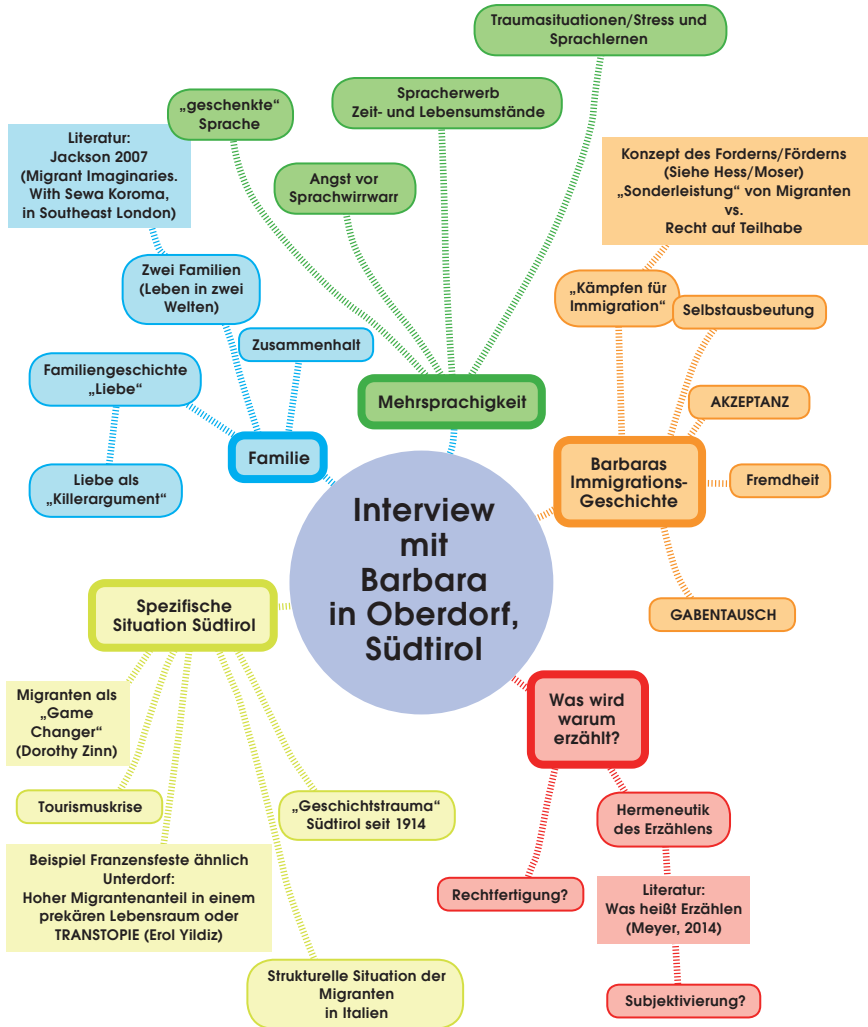 Traumasituationen/Stress und
Sprachlernen
Spracherwerb
Zeit- und Lebensumstände
„geschenkte“
Sprache
Angst vor
Sprachwirrwarr
Mehrsprachigkeit
Literatur:
Jackson 2007
(Migrant Imaginaries.
With Sewa Koroma,
in Southeast London)
Zwei Familien
(Leben in zwei
Welten)
Zusammenhalt
Familiengeschichte
„Liebe“
Liebe als
„Killerargument“
Familie
Konzept des Forderns/Förderns
(Siehe Hess/Moser)
„Sonderleistung“ von Migranten
vs.
Recht auf Teilhabe
„Kämpfen für
Immigration“
Selbstausbeutung
AKZEPTANZ
Fremdheit
GABENTAUSCH
Barbaras
Immigrations-
Geschichte
Interview
mit
Barbara
in Oberdorf,
Südtirol
Spezifische
Situation Südtirol
Migranten als
„Game
Changer“
(Dorothy Zinn)
Tourismuskrise
Beispiel Franzensfeste ähnlich
Unterdorf:
Hoher Migrantenanteil in einem
prekären Lebensraum oder
TRANSTOPIE (Erol Yildiz)
„Geschichtstrauma“
Südtirol seit 1914
Strukturelle Situation der
Migranten
in Italien
Was wird
warum
erzählt?
Rechtfertigung?
Hermeneutik
des Erzählens
Literatur:
Was heißt Erzählen
(Meyer, 2014)
Subjektivierung?